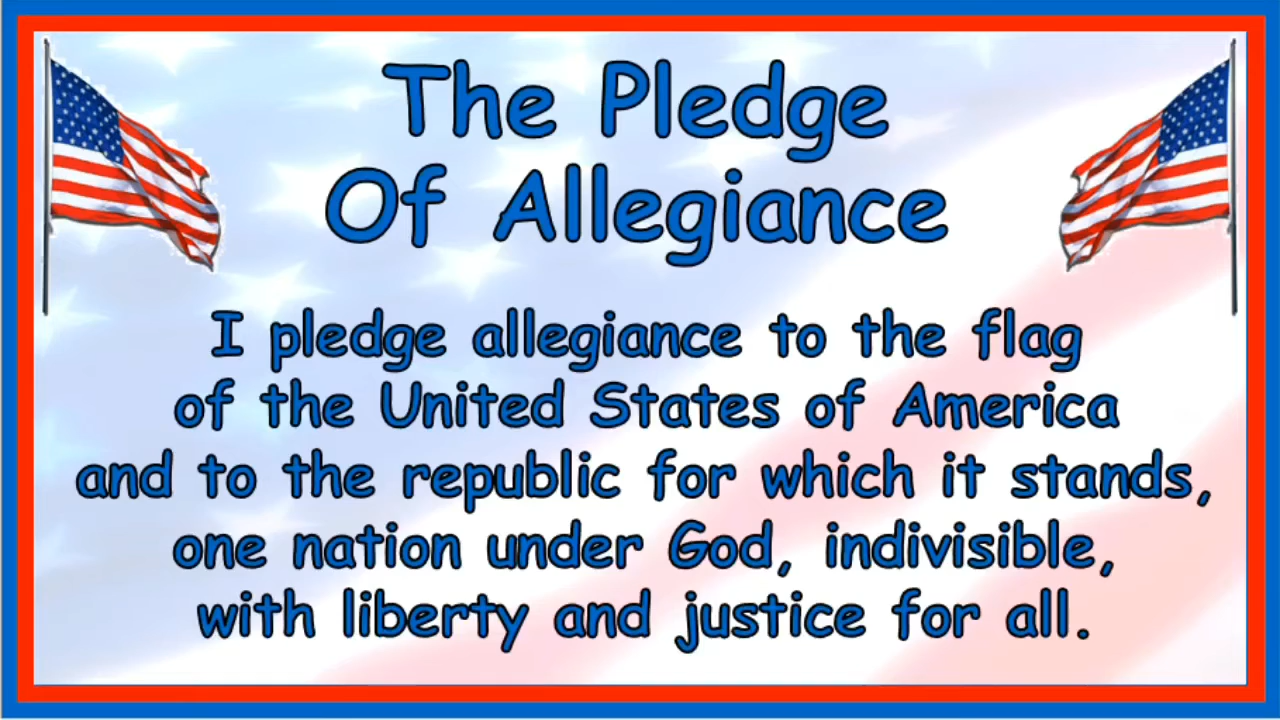 The Pledge
Of Allegiance
I pledge allegiance to the flag
of the United States of America
and to the republic for which it stands,
one nation under God, indivisible,
with liberty and justice for all.